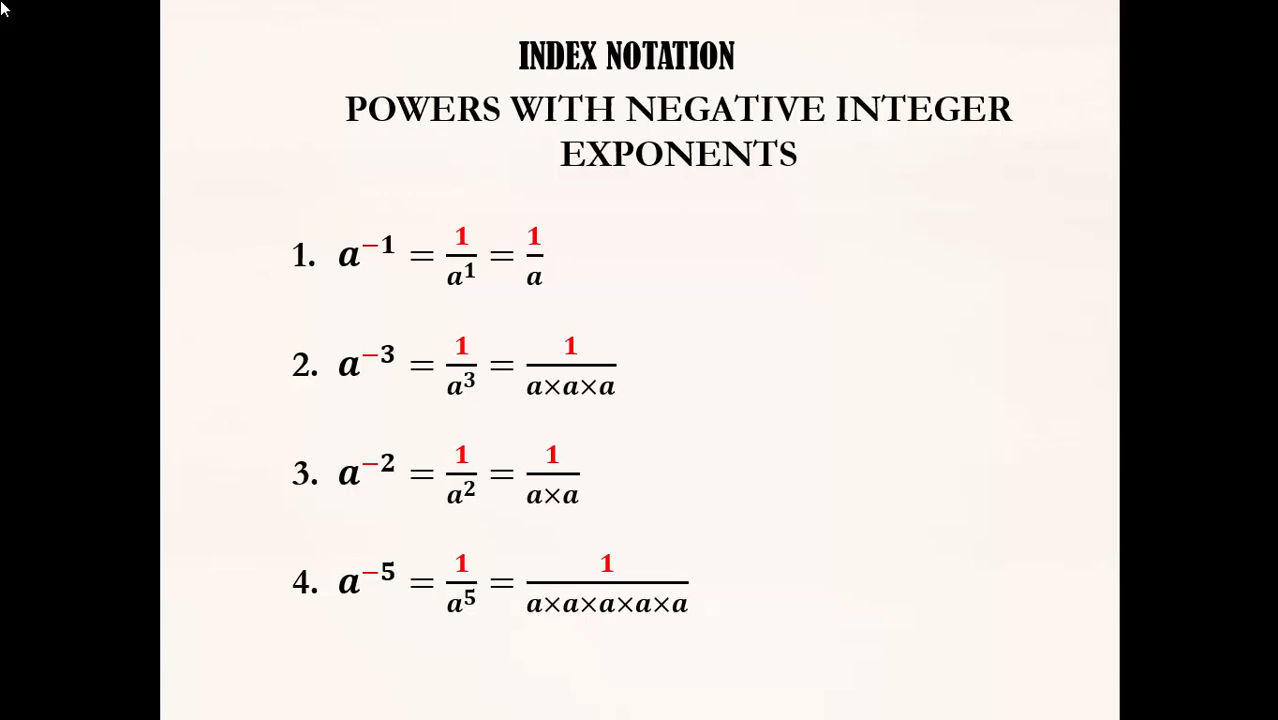 INDEX NOTATION
POWERS WITH NEGATIVE INTEGER
EXPONENTS
1. a⁻¹ = 1/a¹ = 1/a
2. a⁻³ = 1/a³ = 1/(a×a×a)
3. a⁻² = 1/a² = 1/(a×a)
4. a⁻⁵ = 1/a⁵ = 1/(a×a×a×a×a)